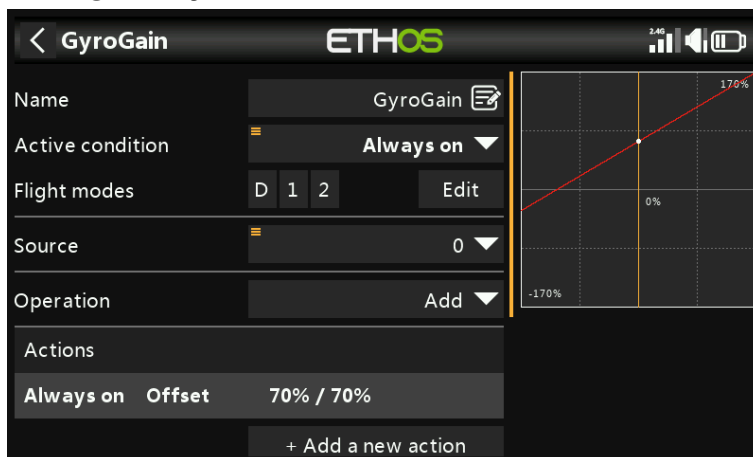 GyroGain ETHOS 2.4G
Name GyroGain
Active condition Always on
Flight modes D 1 2 Edit
Source 0
Operation Add
Actions
Always on Offset 70% / 70%
+ Add a new action
170%
0%
-170%